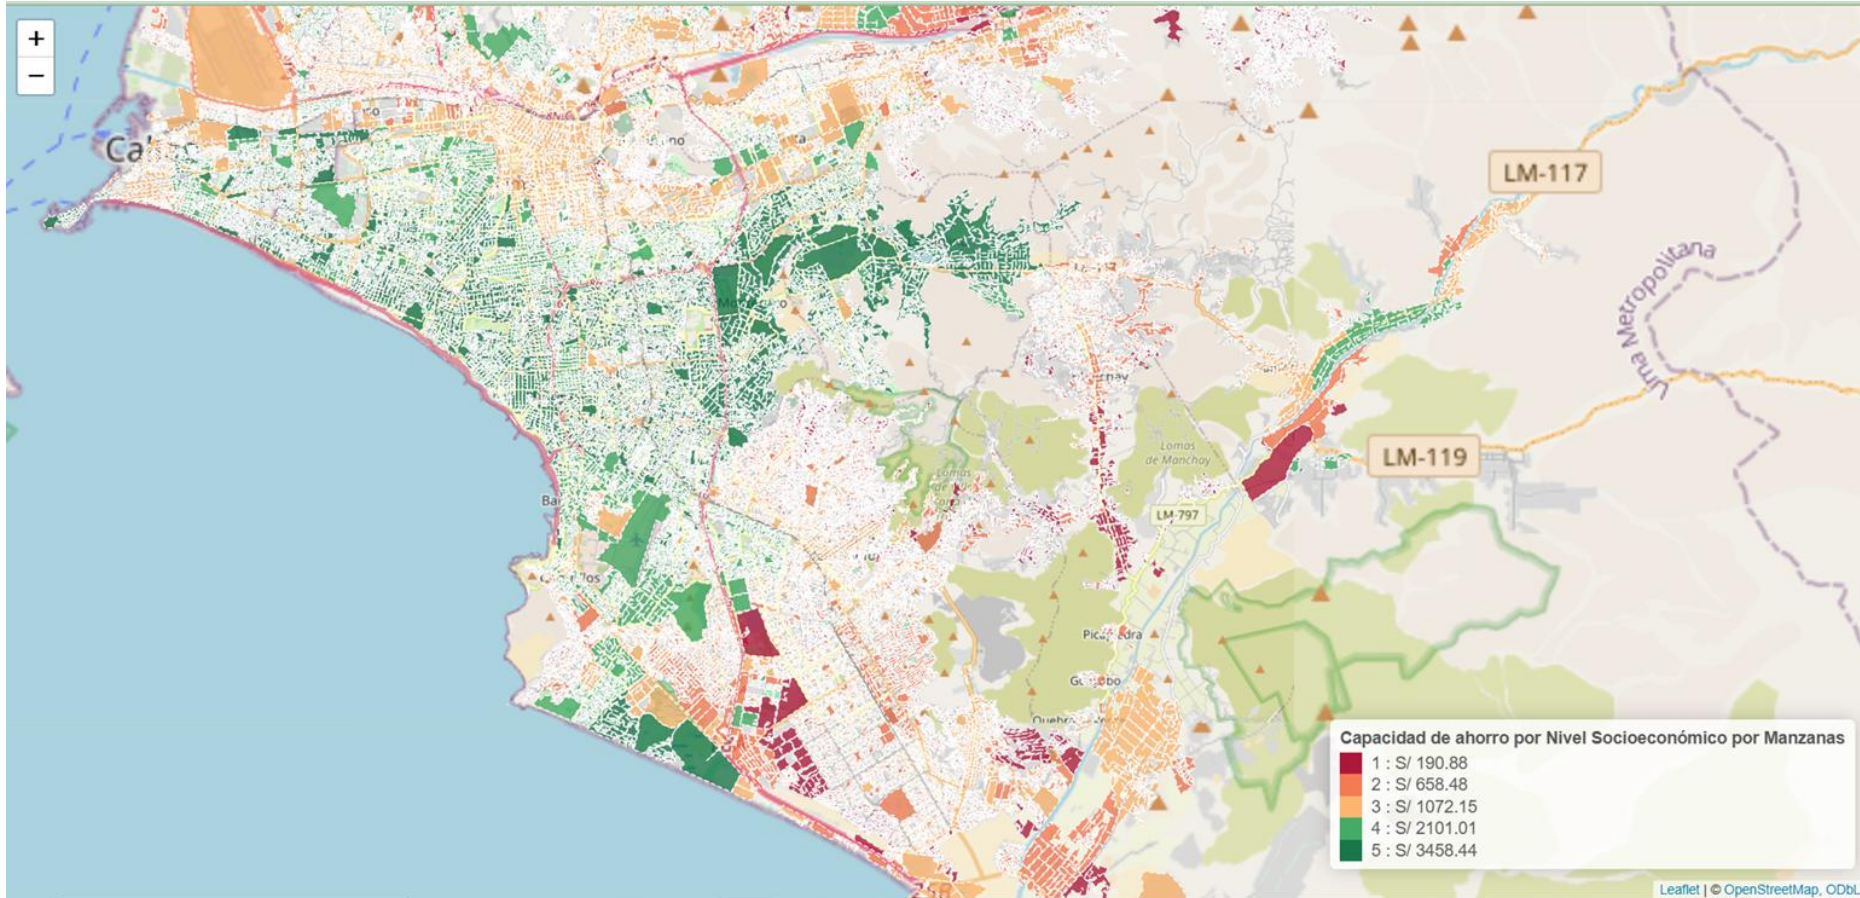 +
−
LM-117
Lima Metropolitana
Lomas
de Manchay
LM-119
LM-797
Capacidad de ahorro por Nivel Socioeconómico por Manzanas
1 : S/ 190.88
2 : S/ 658.48
3 : S/ 1072.15
4 : S/ 2101.01
5 : S/ 3458.44
Leaflet | © OpenStreetMap, ODbL